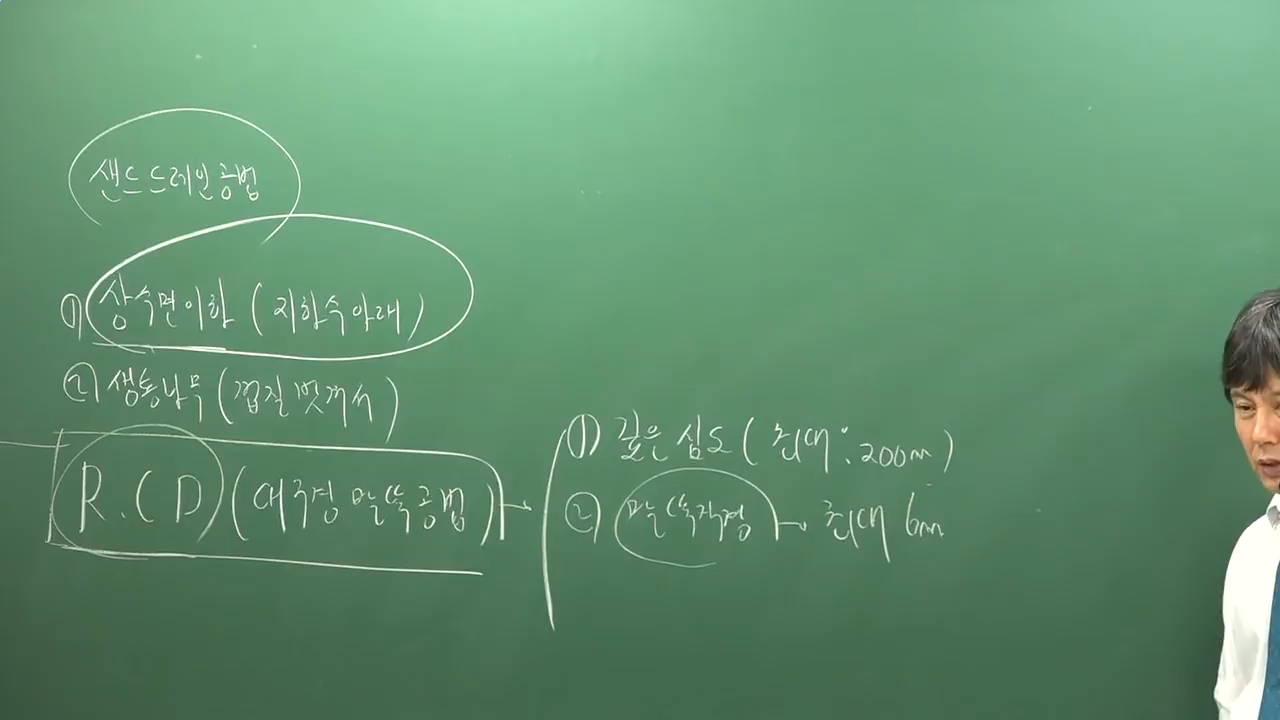 샌드드레인공법
① 상수면이하 (지하수아래)
② 생통나무 (껍질벗겨서)
R.C.D (대구경 말뚝공법)
① 깊은 심도 (최대: 200m)
② 말뚝직경 → 최대 6m